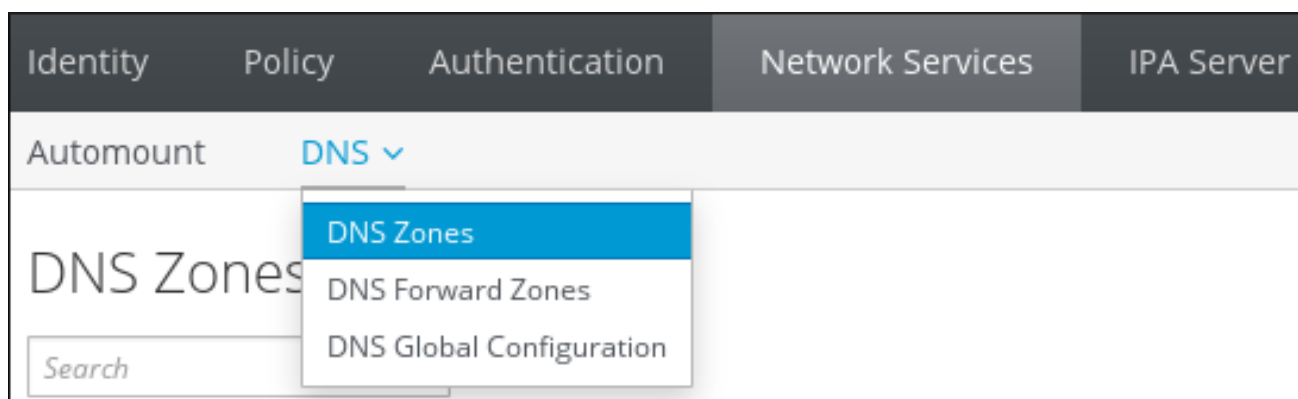 Identity Policy Authentication Network Services IPA Server
Automount DNS
DNS Zones
DNS Forward Zones
DNS Global Configuration
DNS Zones
Search